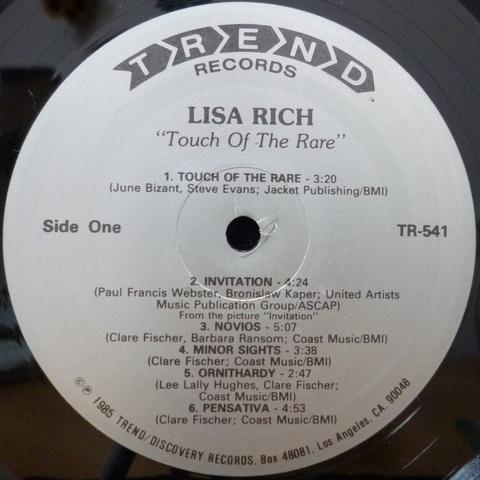 TREND
RECORDS
LISA RICH
"Touch Of The Rare"
1. TOUCH OF THE RARE - 3:20
(June Bizant, Steve Evans; Jacket Publishing/BMI)
Side One
TR-541
2. INVITATION - 4:24
(Paul Francis Webster, Bronislaw Kaper; United Artists
Music Publication Group/ASCAP)
From the picture "Invitation"
3. NOVIOS - 5:07
(Clare Fischer, Barbara Ransom; Coast Music/BMI)
4. MINOR SIGHTS - 3:38
(Clare Fischer; Coast Music/BMI)
5. ORNITHARDY - 2:47
(Lee Lally Hughes, Clare Fischer;
Coast Music/BMI)
6. PENSATIVA - 4:53
(Clare Fischer; Coast Music/BMI)
©℗ 1985 TREND/DISCOVERY RECORDS. Box 48081, Los Angeles, CA. 90048